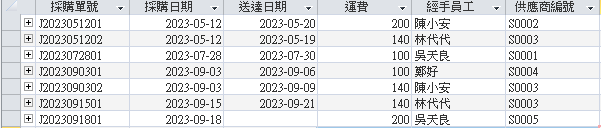 採購單號 採購日期 送達日期 運費 經手員工 供應商編號
J2023051201 2023-05-12 2023-05-20 200 陳小安 S0002
J2023051202 2023-05-12 2023-05-19 140 林代代 S0003
J2023072801 2023-07-28 2023-07-30 100 吳天良 S0001
J2023090301 2023-09-03 2023-09-06 100 鄭好 S0004
J2023090302 2023-09-03 2023-09-09 140 陳小安 S0003
J2023091501 2023-09-15 2023-09-21 140 林代代 S0003
J2023091801 2023-09-18 200 吳天良 S0005